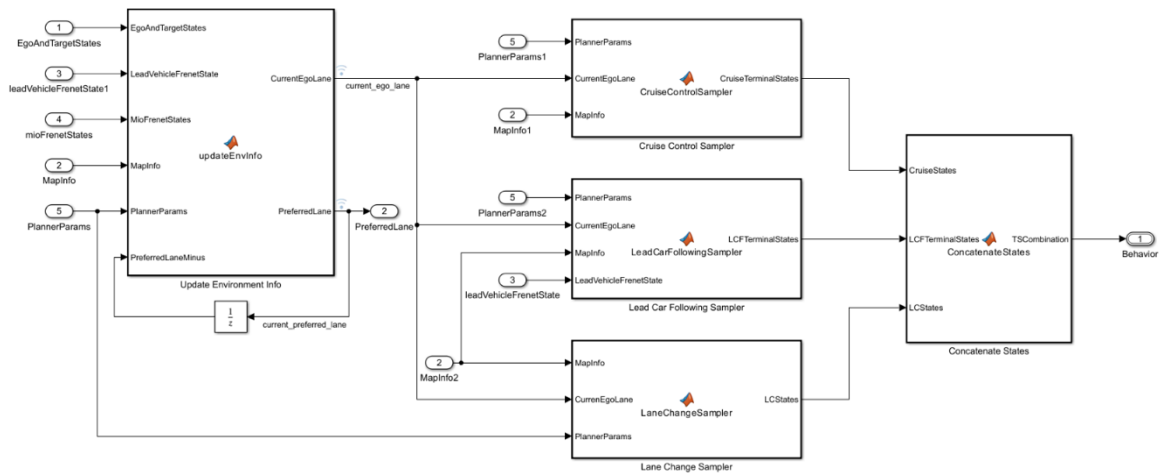 1
EgoAndTargetStates
3
leadVehicleFrenetState1
4
mioFrenetStates
2
MapInfo
5
PlannerParams
EgoAndTargetStates
LeadVehicleFrenetState
MioFrenetStates
MapInfo
PlannerParams
PreferredLaneMinus
updateEnvInfo
CurrentEgoLane
PreferredLane
Update Environment Info
current_ego_lane
2
PreferredLane
1
z
current_preferred_lane
5
PlannerParams1
2
MapInfo1
PlannerParams
CurrentEgoLane
MapInfo
CruiseControlSampler
CruiseTerminalStates
Cruise Control Sampler
5
PlannerParams2
3
leadVehicleFrenetState
PlannerParams
CurrentEgoLane
MapInfo
LeadVehicleFrenetState
LeadCarFollowingSampler
LCFTerminalStates
Lead Car Following Sampler
2
MapInfo2
MapInfo
CurrenEgoLane
PlannerParams
LaneChangeSampler
LCStates
Lane Change Sampler
CruiseStates
LCFTerminalStates
LCStates
ConcatenateStates
TSCombination
Concatenate States
1
Behavior